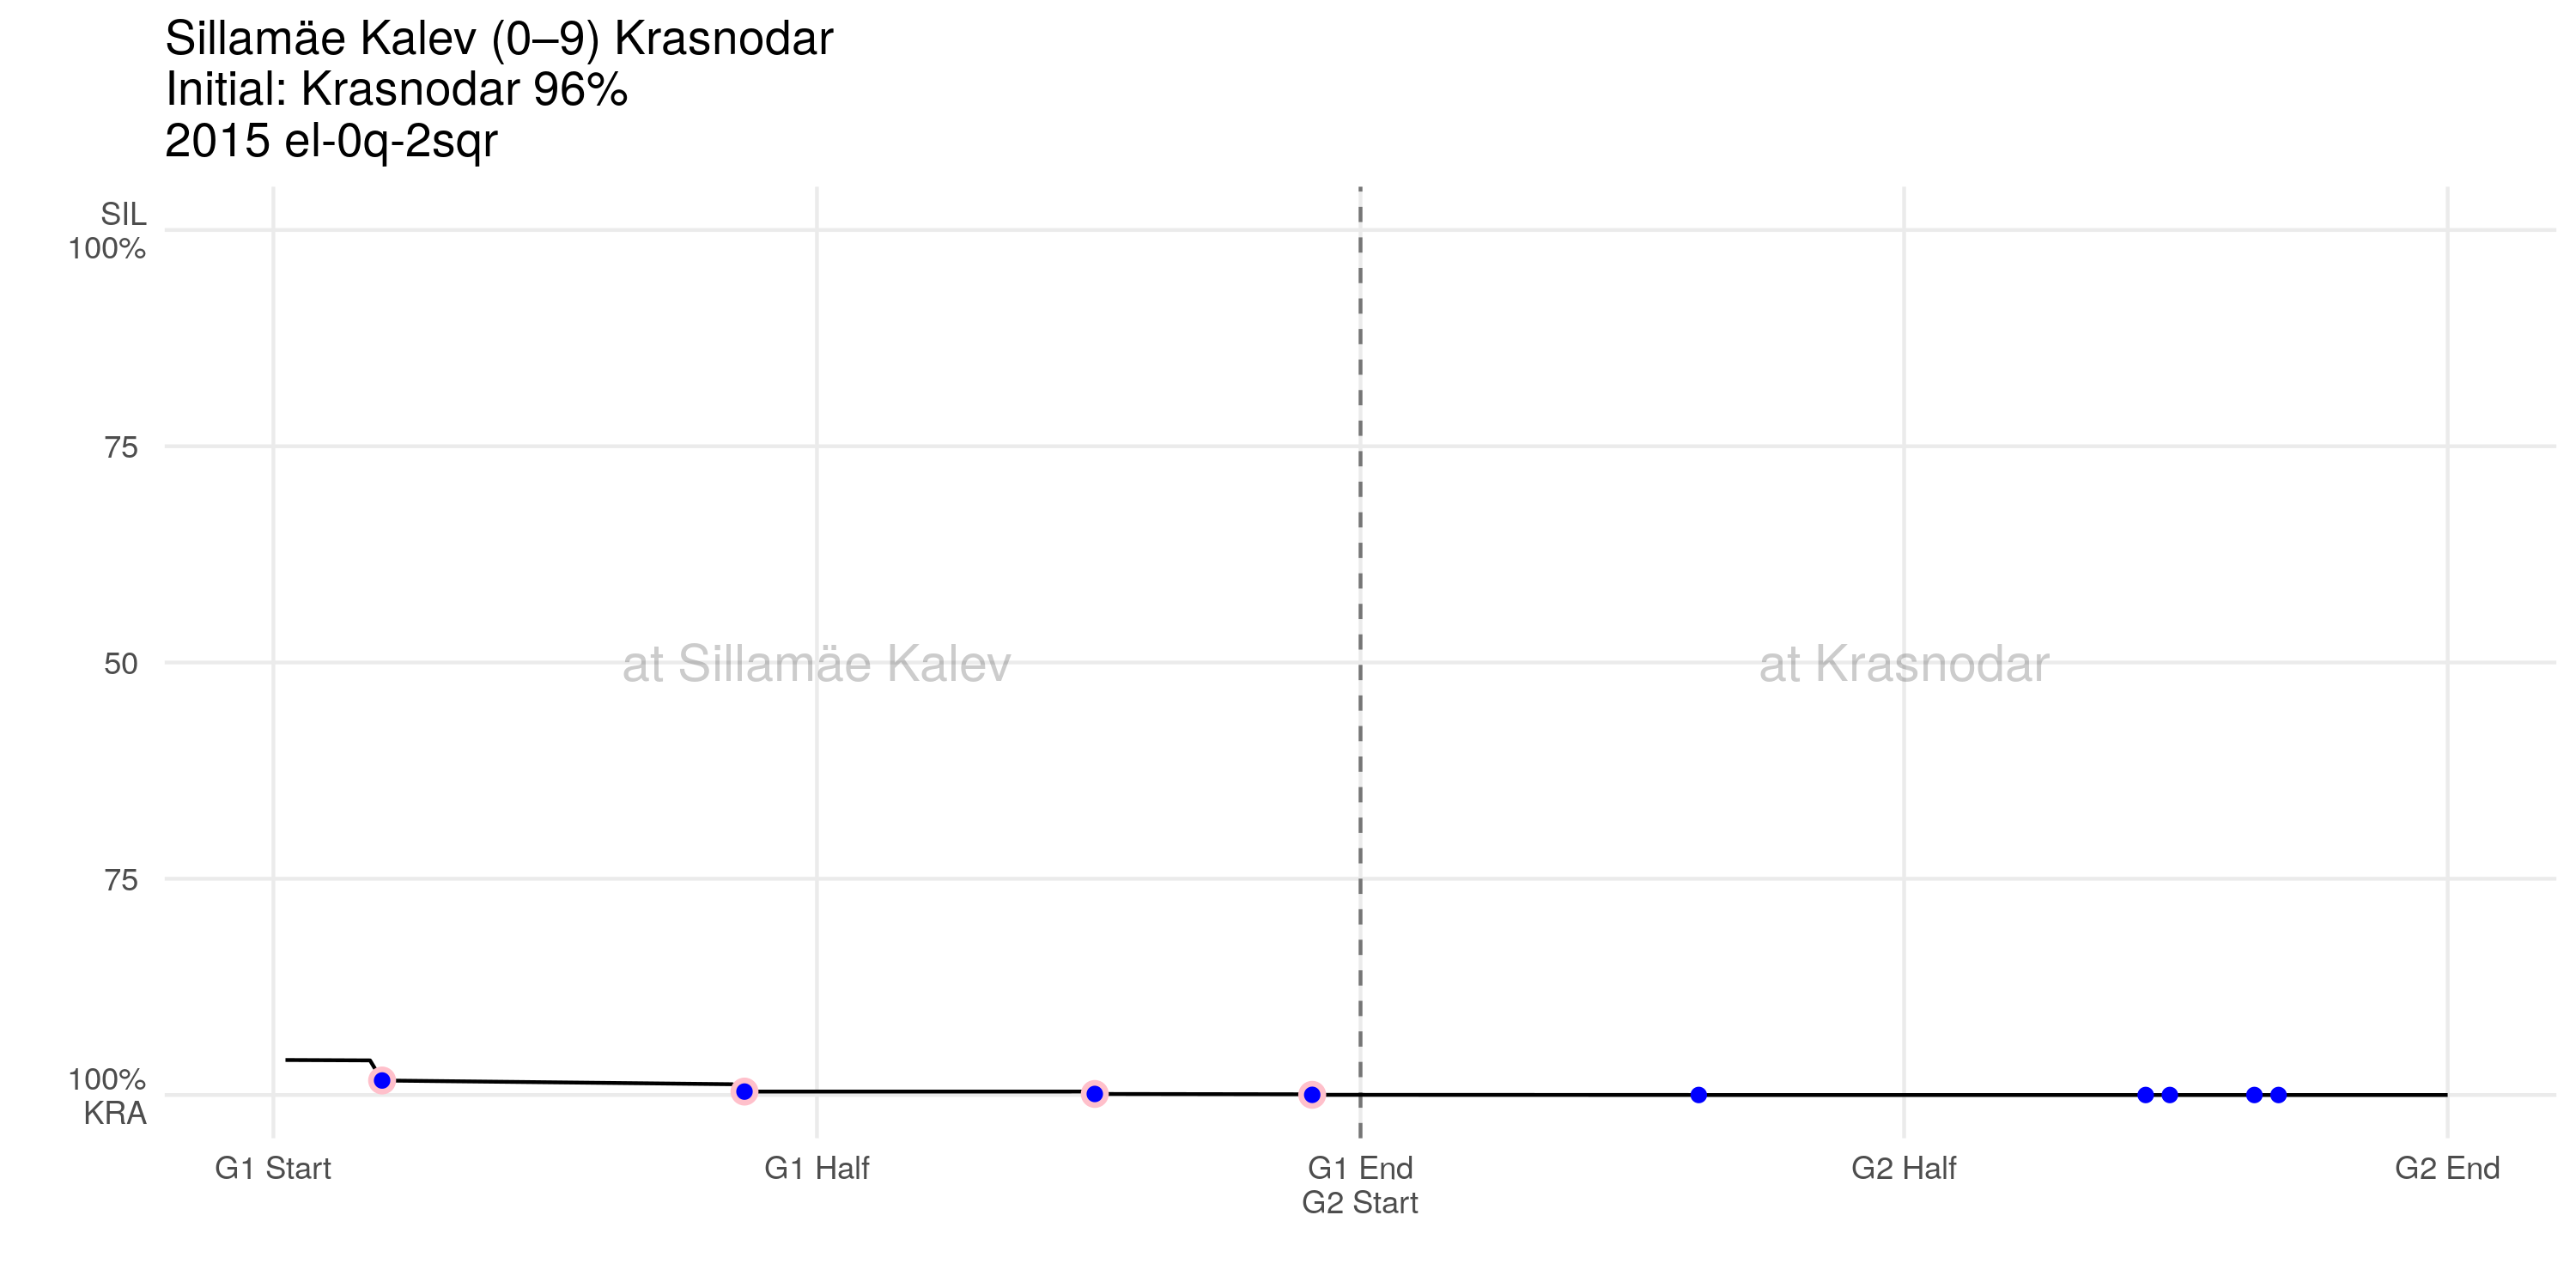 Sillamäe Kalev (0–9) Krasnodar
Initial: Krasnodar 96%
2015 el-0q-2sqr
SIL
100%
75
50
75
100%
KRA
at Sillamäe Kalev
at Krasnodar
G1 Start
G1 Half
G1 End
G2 Start
G2 Half
G2 End